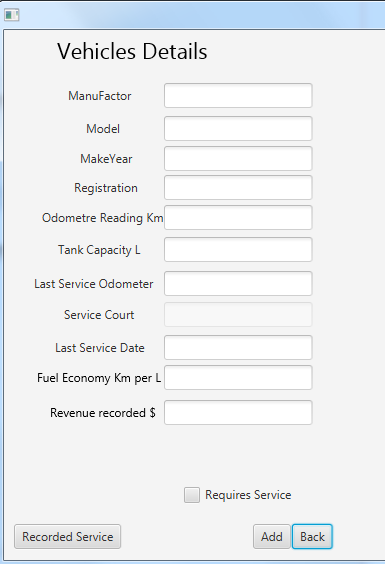 Vehicles Details
ManuFactor
Model
MakeYear
Registration
Odometre Reading Km
Tank Capacity L
Last Service Odometer
Service Court
Last Service Date
Fuel Economy Km per L
Revenue recorded $
Requires Service
Recorded Service Add Back